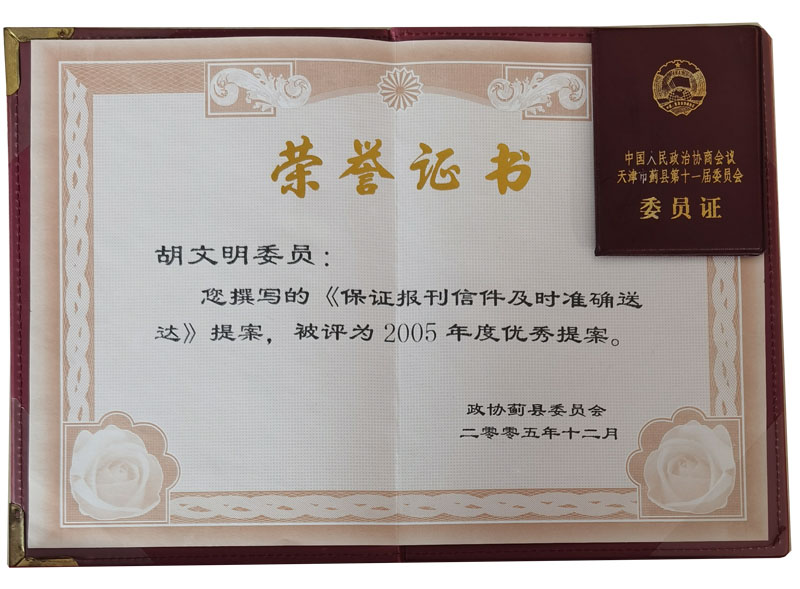 荣誉证书
胡文明委员：
您撰写的《保证报刊信件及时准确送
达》提案，被评为2005年度优秀提案。
政协蓟县委员会
二零零五年十二月
中国人民政治协商会议
天津市蓟县第十一届委员会
委员证